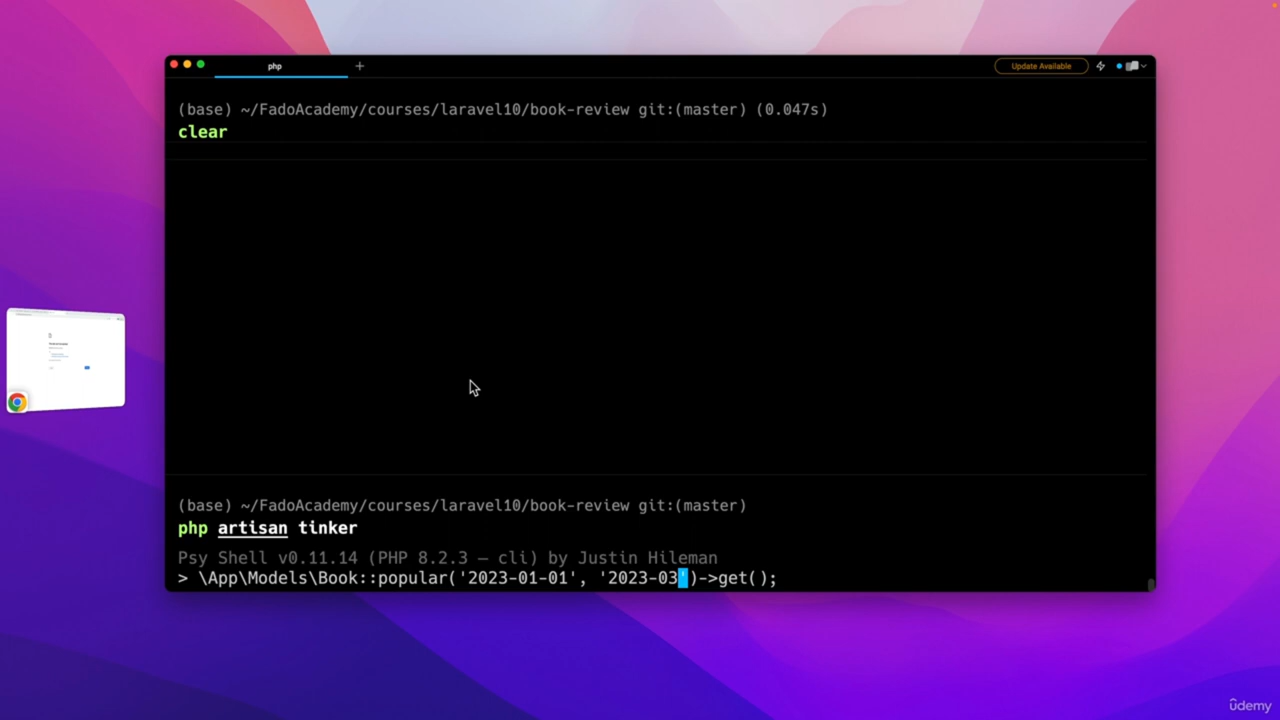 php
Update Available
(base) ~/FadoAcademy/courses/laravel10/book-review git:(master) (0.047s)
clear
(base) ~/FadoAcademy/courses/laravel10/book-review git:(master)
php artisan tinker
Psy Shell v0.11.14 (PHP 8.2.3 — cli) by Justin Hileman
> \App\Models\Book::popular('2023-01-01', '2023-03')->get();
ûdemy